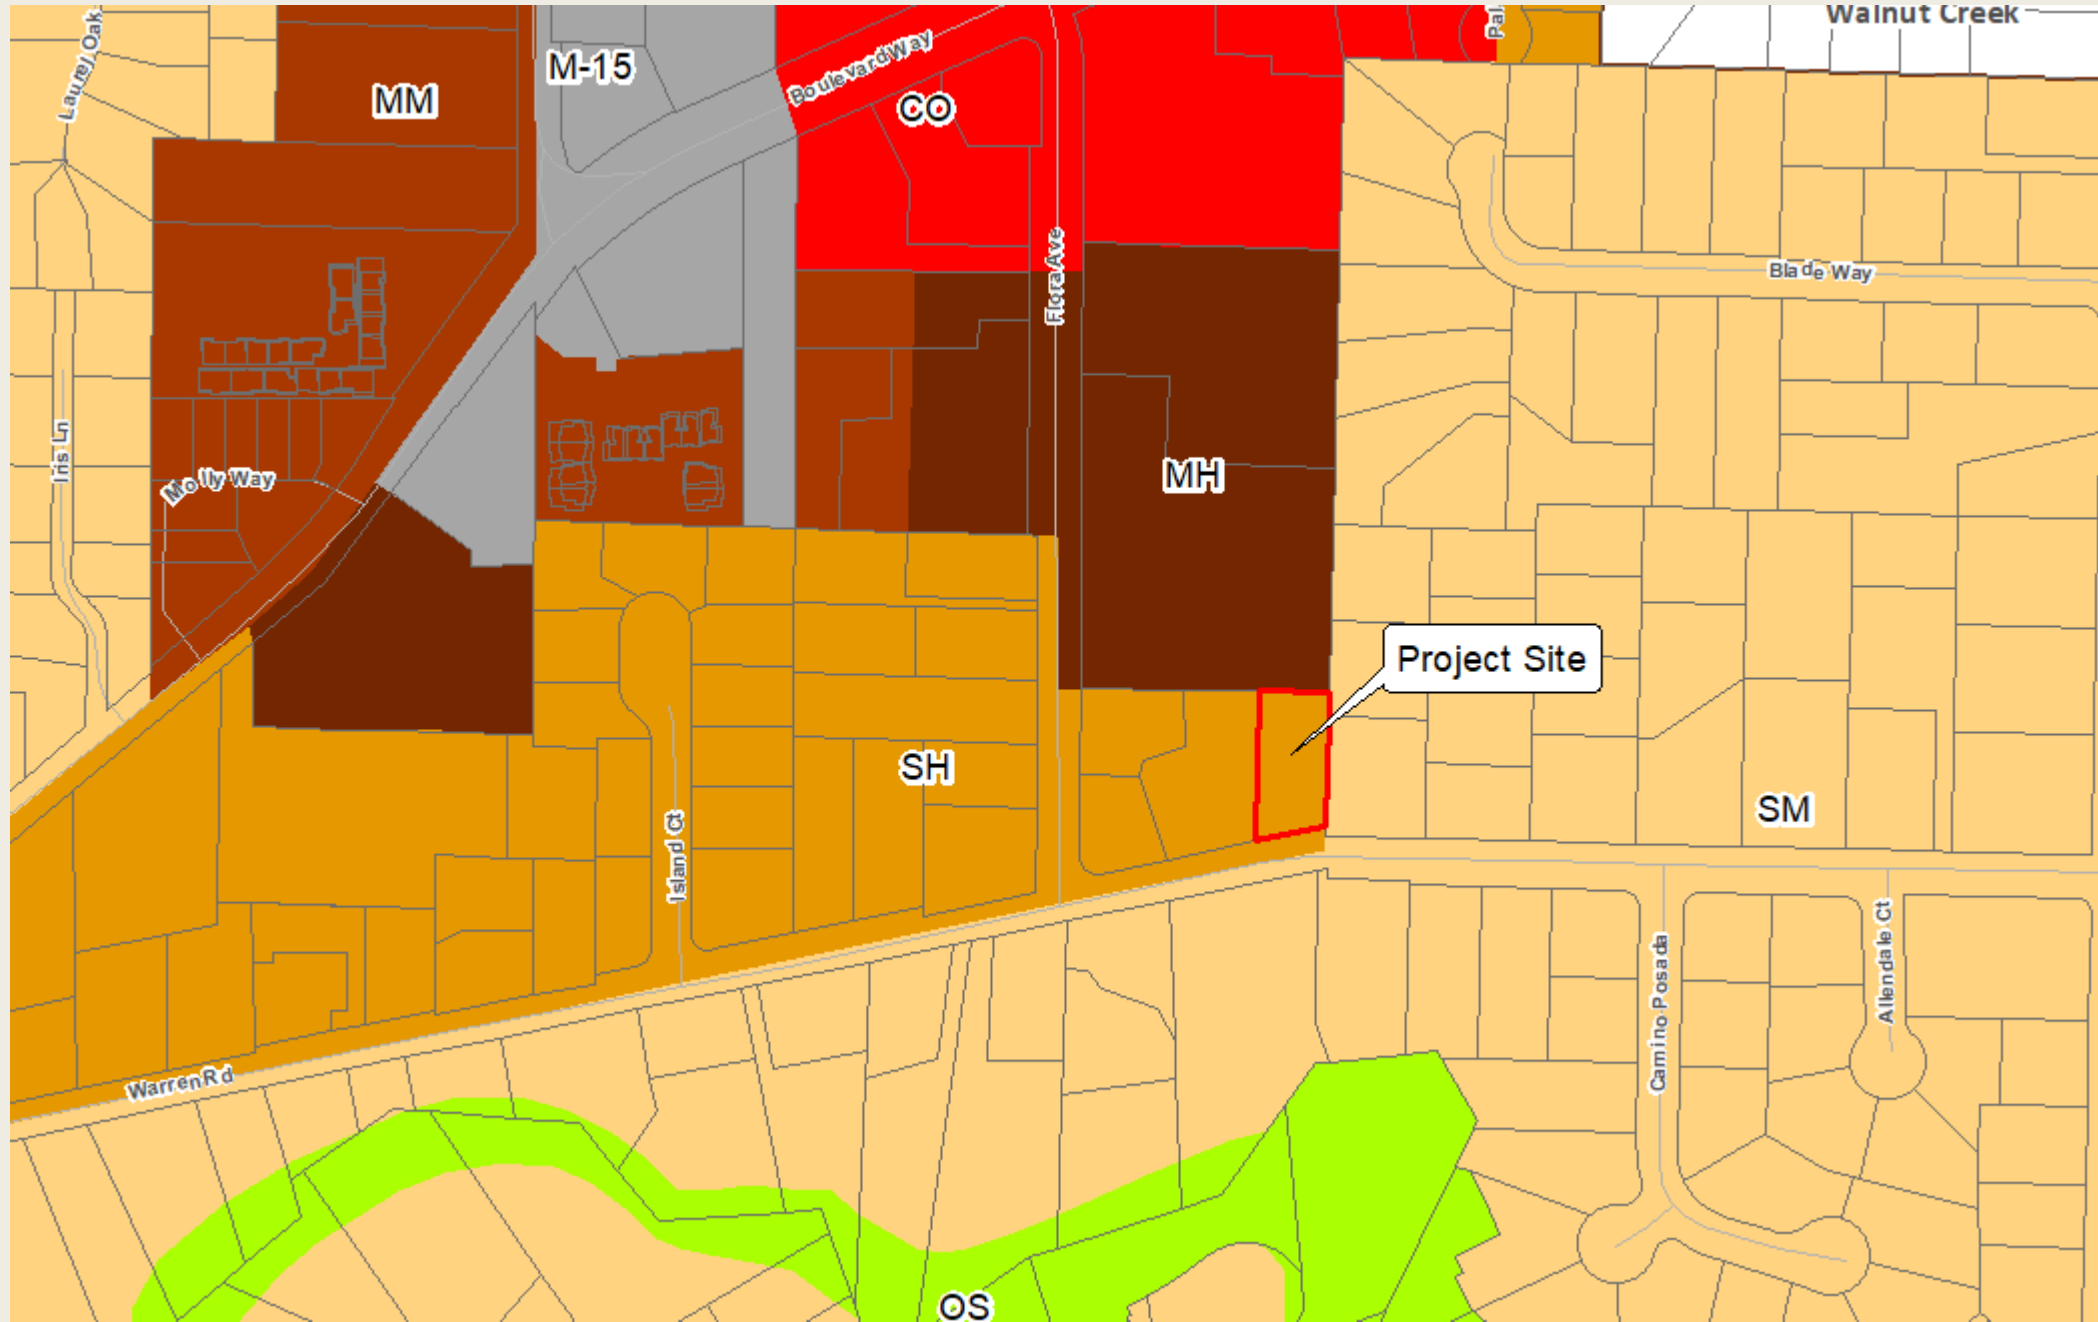 Walnut Creek
Pal
Laurel Oak
M-15
Boulevard Way
MM
CO
Flora Ave
Blade Way
Iris Ln
Molly Way
MH
Project Site
SH
SM
Island Ct
Allendale Ct
Camino Posada
Warren Rd
OS